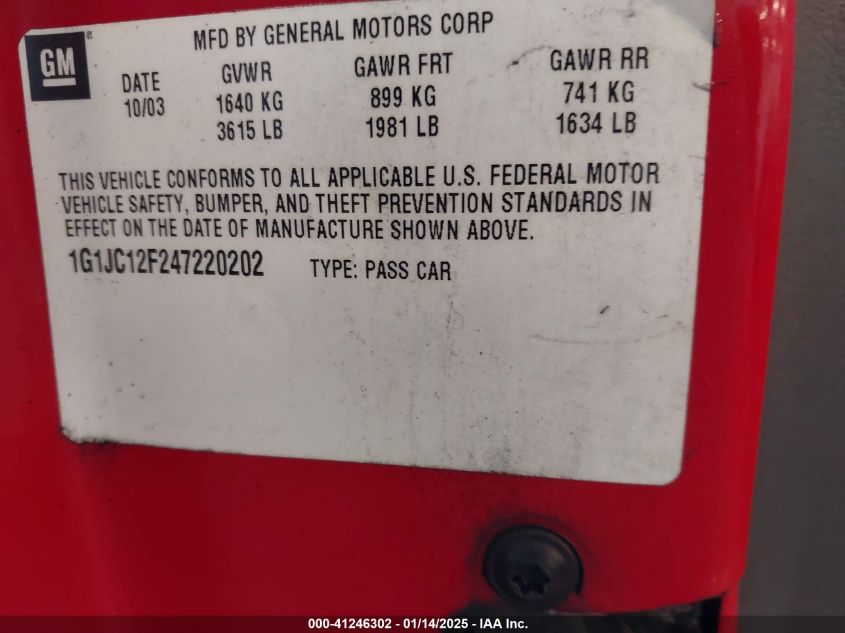 GM ®
MFD BY GENERAL MOTORS CORP
DATE GVWR GAWR FRT GAWR RR
10/03 1640 KG 899 KG 741 KG
3615 LB 1981 LB 1634 LB
THIS VEHICLE CONFORMS TO ALL APPLICABLE U.S. FEDERAL MOTOR
VEHICLE SAFETY, BUMPER, AND THEFT PREVENTION STANDARDS IN
EFFECT ON THE DATE OF MANUFACTURE SHOWN ABOVE.
1G1JC12F247220202 TYPE: PASS CAR
000-41246302 - 01/14/2025 - IAA Inc.